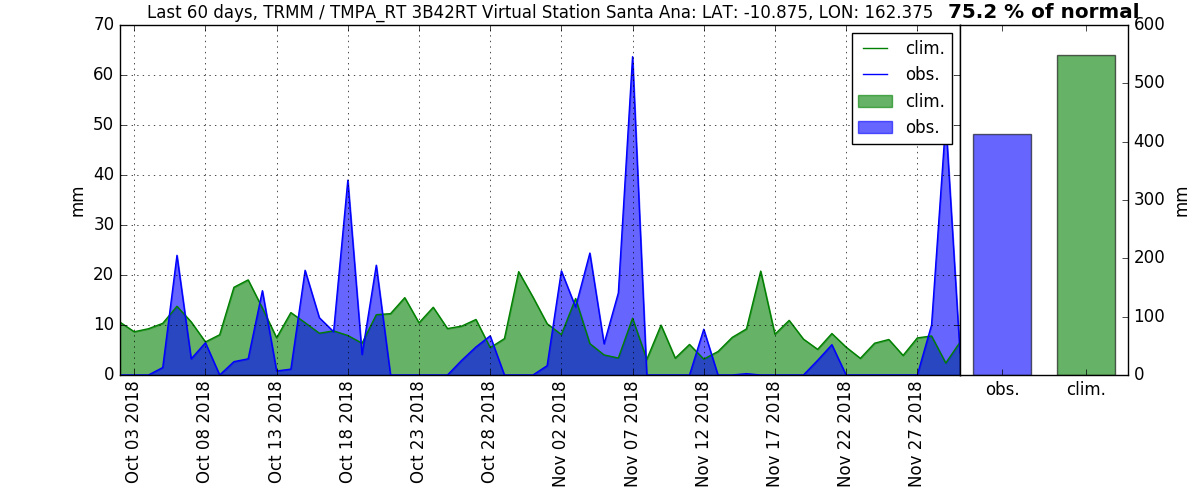 Last 60 days, TRMM / TMPA_RT 3B42RT Virtual Station Santa Ana: LAT: -10.875, LON: 162.375 75.2 % of normal
70
60
50
40
30
20
10
0
mm
clim.
obs.
clim.
obs.
600
500
400
300
200
100
0
mm
obs.
clim.
Oct 03 2018
Oct 08 2018
Oct 13 2018
Oct 18 2018
Oct 23 2018
Oct 28 2018
Nov 02 2018
Nov 07 2018
Nov 12 2018
Nov 17 2018
Nov 22 2018
Nov 27 2018